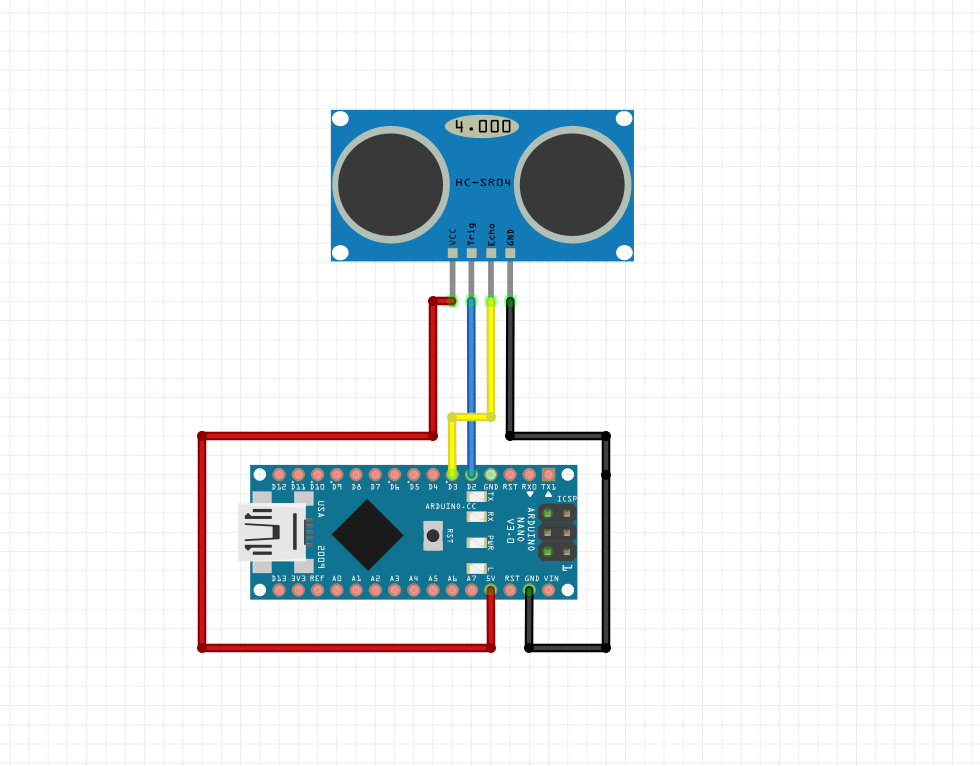 4.000
HC-SR04
VCC Trig Echo GND
D12 D11 D10 D9 D8 D7 D6 D5 D4 D3 D2 GND RST RX0 TX1
TX
ICSP
ARDUINO.CC
RX
USA
ARDUINO
NANO
V3.0
RST
PWR
2009
L
1
D13 3V3 REF A0 A1 A2 A3 A4 A5 A6 A7 5V RST GND VIN